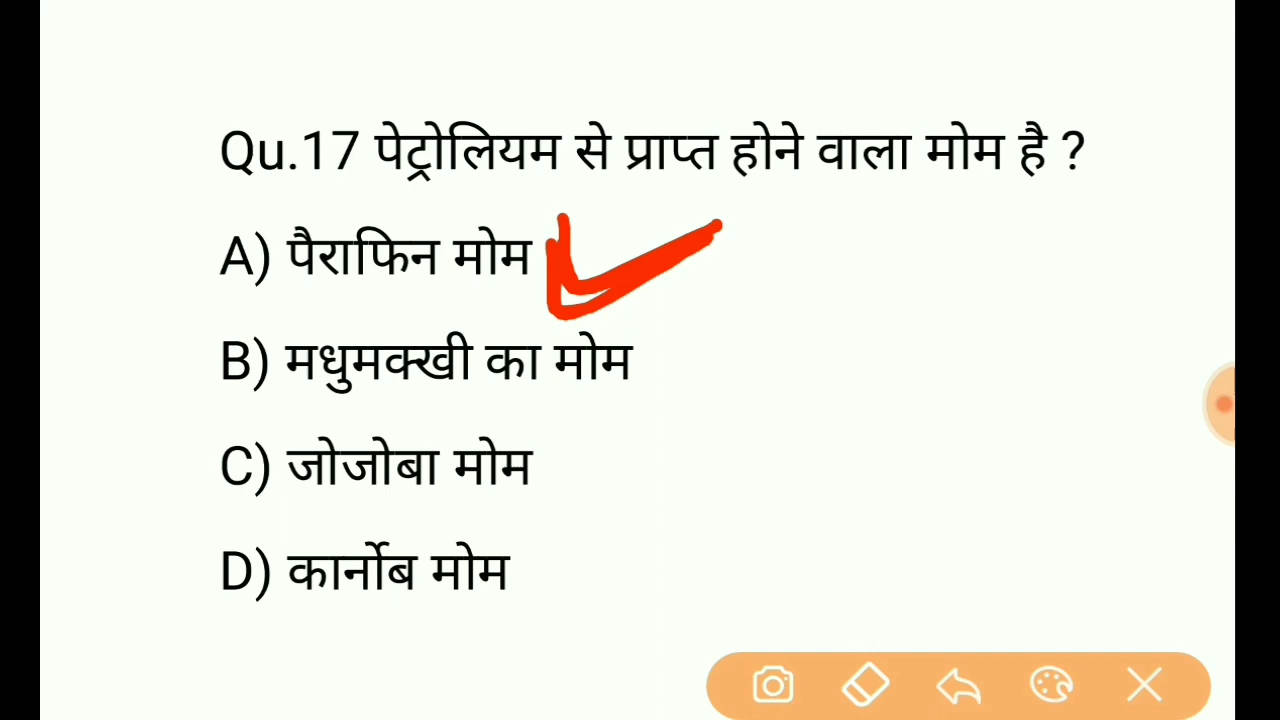 Qu.17 पेट्रोलियम से प्राप्त होने वाला मोम है ?
A) पैराफिन मोम
B) मधुमक्खी का मोम
C) जोजोबा मोम
D) कार्नोब मोम